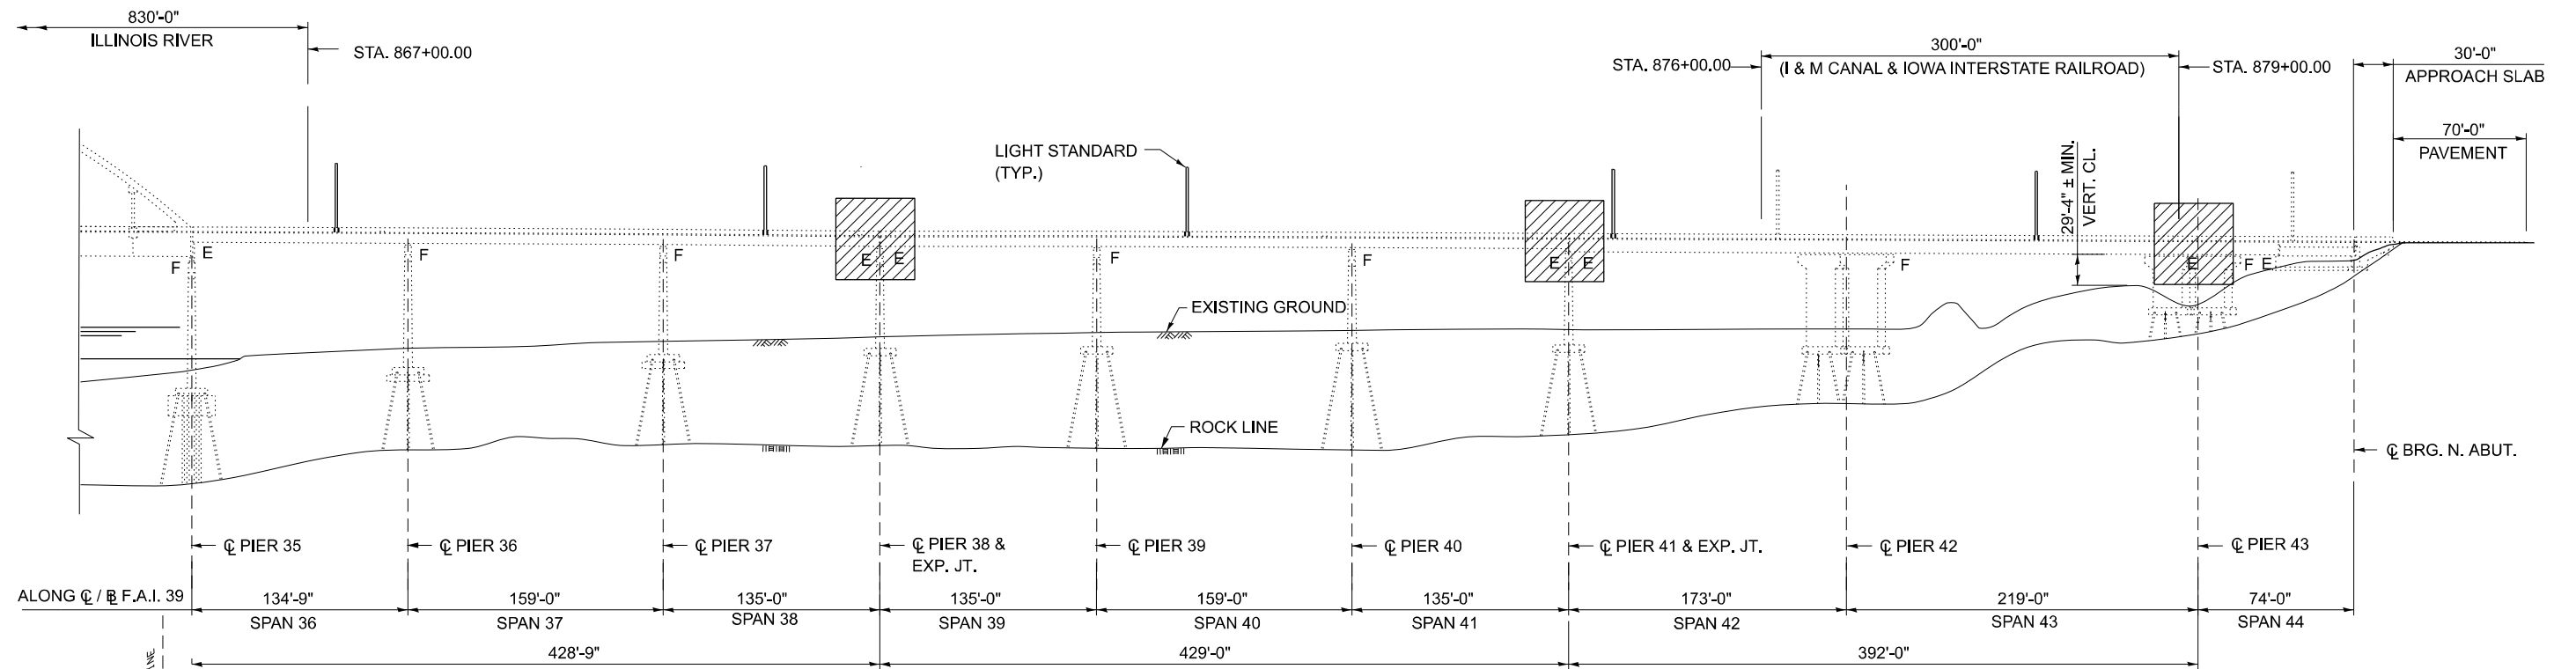 830'-0"
ILLINOIS RIVER
STA. 867+00.00
STA. 876+00.00
300'-0"
(I & M CANAL & IOWA INTERSTATE RAILROAD)
STA. 879+00.00
30'-0"
APPROACH SLAB
70'-0"
PAVEMENT
LIGHT STANDARD
(TYP.)
29'-4" ± MIN.
VERT. CL.
F
E
F
F
E
E
F
F
E
E
F
E
F
E
EXISTING GROUND
ROCK LINE
℄ BRG. N. ABUT.
℄ PIER 35
℄ PIER 36
℄ PIER 37
℄ PIER 38 &
EXP. JT.
℄ PIER 39
℄ PIER 40
℄ PIER 41 & EXP. JT.
℄ PIER 42
℄ PIER 43
ALONG ℄ / B F.A.I. 39
134'-9"
SPAN 36
159'-0"
SPAN 37
135'-0"
SPAN 38
135'-0"
SPAN 39
159'-0"
SPAN 40
135'-0"
SPAN 41
173'-0"
SPAN 42
219'-0"
SPAN 43
74'-0"
SPAN 44
428'-9"
429'-0"
392'-0"